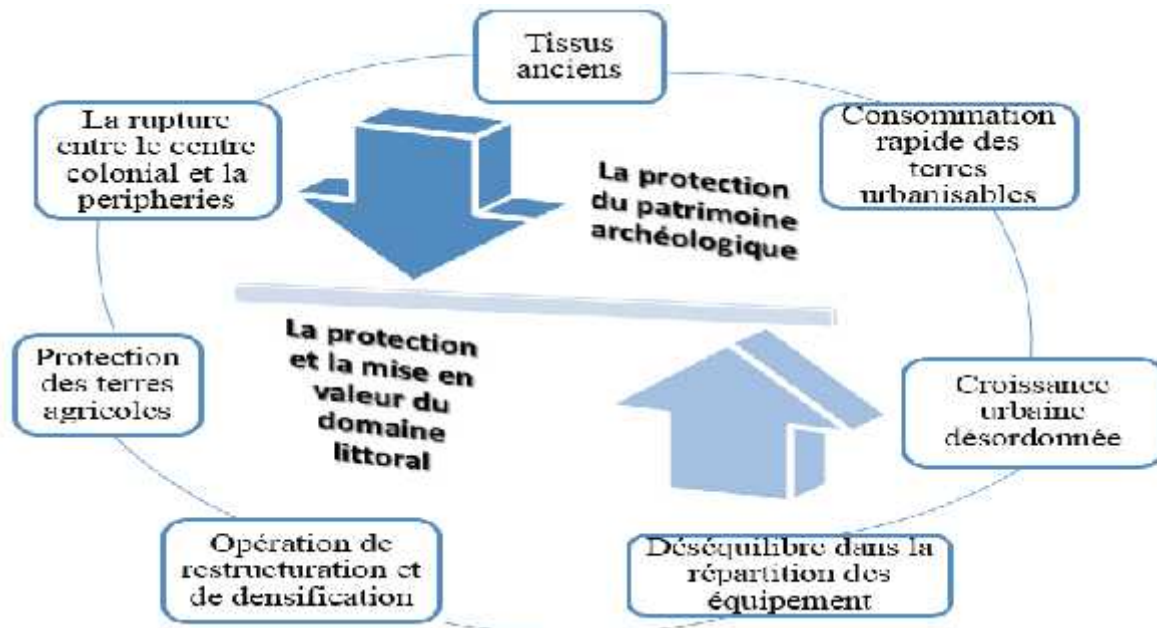 Tissus
anciens
La rupture
entre le centre
colonial et la
peripheries
Consommation
rapide des
terres
urbanisables
La protection
du patrimoine
archéologique
La protection
et la mise en
valeur du
domaine
littoral
Protection
des terres
agricoles
Croissance
urbaine
désordonnée
Opération de
restructuration et
de densification
Déséquilibre dans la
répartition des
équipement